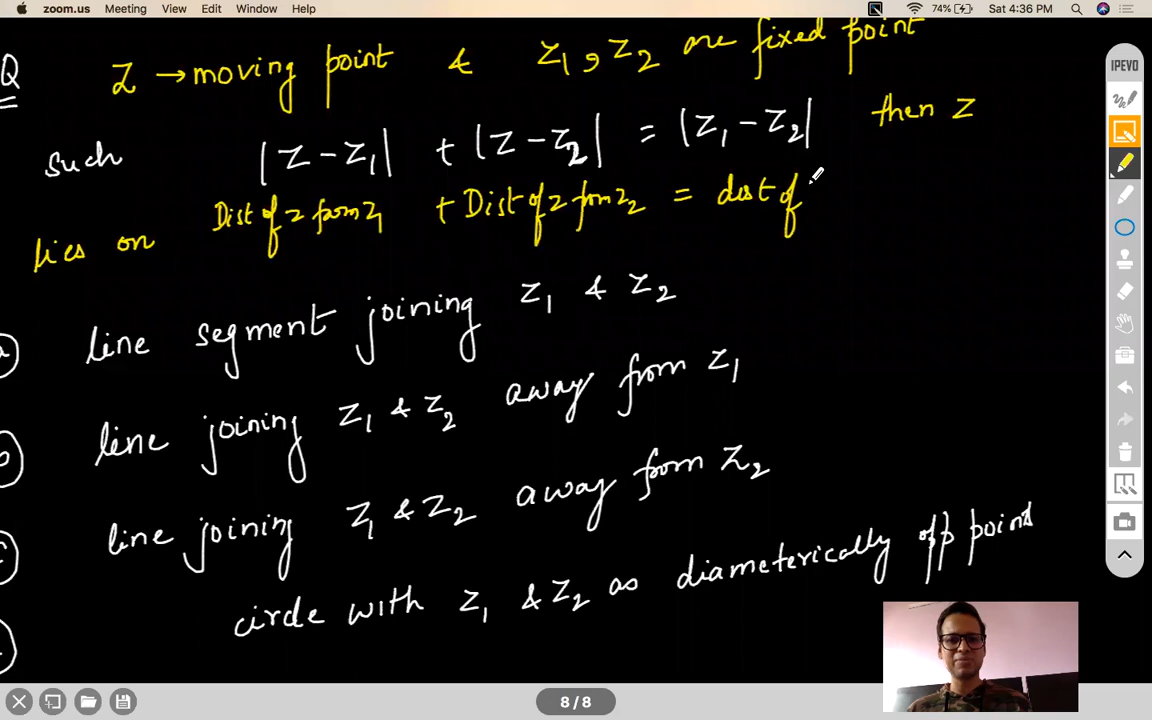 zoom.us Meeting View Edit Window Help 74% Sat 4:36 PM
Q Z → moving point & z1, z2 are fixed point
such |z - z1| + |z - z2| = |z1 - z2| then z
Dist of z from z1 + Dist of z from z2 = dist of
lies on
a line segment joining z1 & z2
b line joining z1 & z2 away from z1
c line joining z1 & z2 away from z2
circle with z1 & z2 as diameterically opp point
IPEVO
8/8